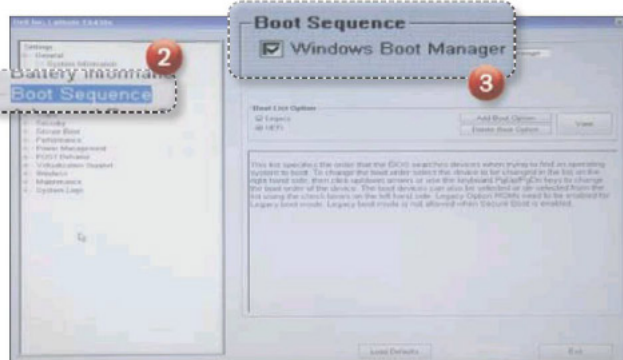 Dell Inc. Latitude E6430s
Settings
General
System Information
Battery Informa
Boot Sequence
Security
Secure Boot
Performance
Power Management
POST Behavior
Virtualization Support
Wireless
Maintenance
System Logs
2
Boot Sequence
Windows Boot Manager
3
Boot List Option
Legacy
UEFI
Add Boot Option
Delete Boot Option
View
This list specifies the order that the BIOS searches devices when trying to find an operating
system to boot. To change the boot order select the device to be changed in the list on the
right hand side, then click up/down arrows or use the keyboard PgUp/PgDn keys to change
the boot order of the device. The boot devices can also be selected or de-selected from the
list using the check boxes on the left hand side. Legacy Option ROMs need to be enabled for
Legacy boot mode. Legacy boot mode is not allowed when Secure Boot is enabled.
Load Defaults
Exit